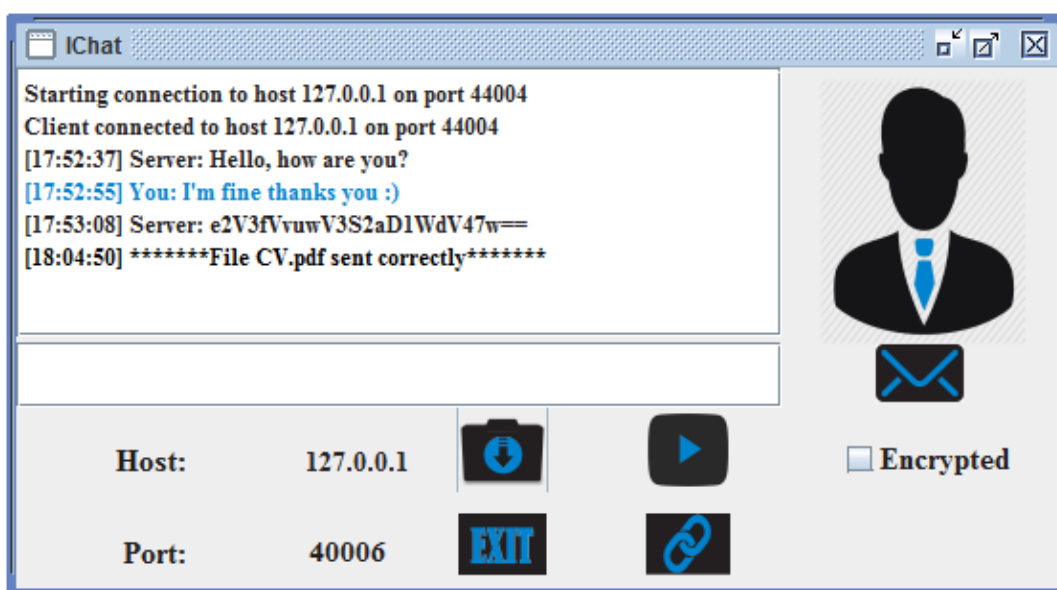 IChat
Starting connection to host 127.0.0.1 on port 44004
Client connected to host 127.0.0.1 on port 44004
[17:52:37] Server: Hello, how are you?
[17:52:55] You: I'm fine thanks you :)
[17:53:08] Server: e2V3fVvuwV3S2aD1WdV47w==
[18:04:50] *******File CV.pdf sent correctly*******
Host: 127.0.0.1
Encrypted
Port: 40006
EXIT